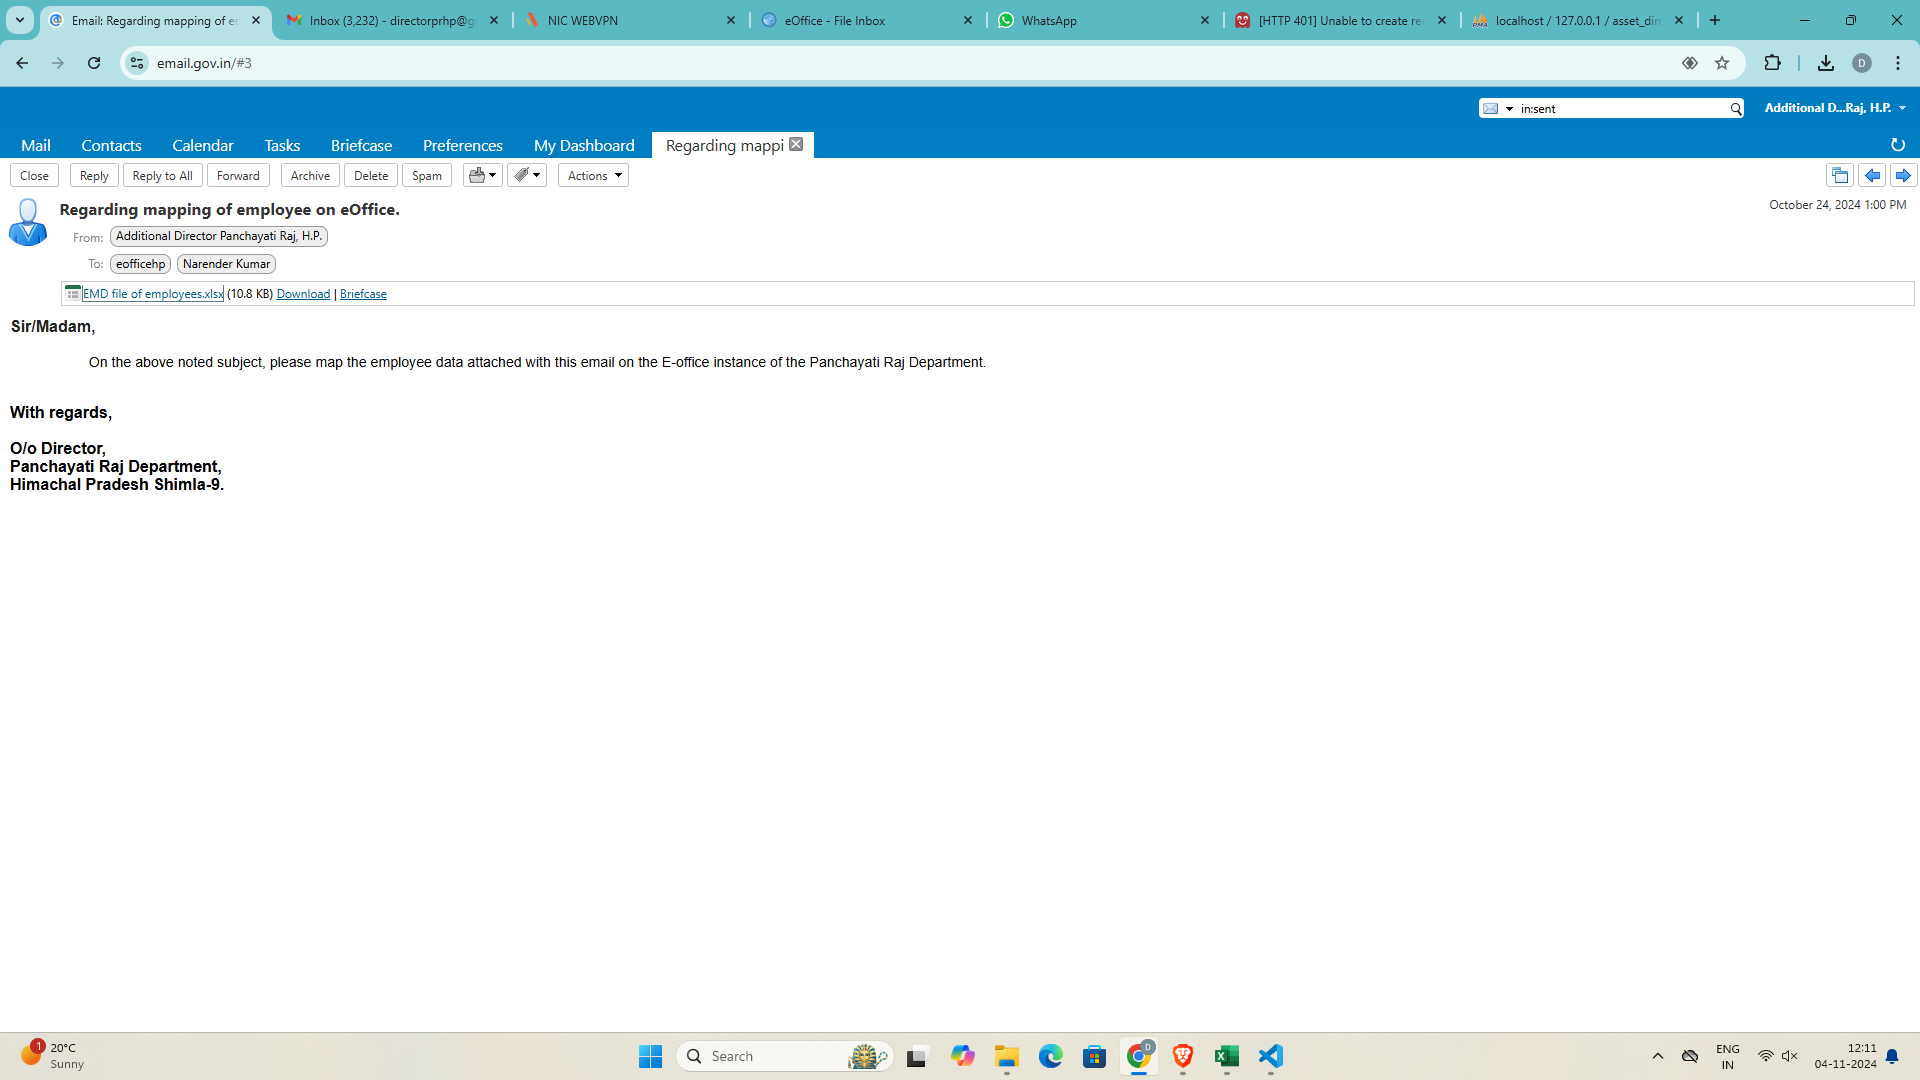 Email: Regarding mapping of e
Inbox (3,232) - directorprhp@g
NIC WEBVPN
eOffice - File Inbox
WhatsApp
[HTTP 401] Unable to create re
localhost / 127.0.0.1 / asset_dire
email.gov.in/#3
D
in:sent
Additional D...Raj, H.P.
Mail Contacts Calendar Tasks Briefcase Preferences My Dashboard Regarding mappi
Close Reply Reply to All Forward Archive Delete Spam Actions
Regarding mapping of employee on eOffice.
October 24, 2024 1:00 PM
From: Additional Director Panchayati Raj, H.P.
To: eofficehp Narender Kumar
EMD file of employees.xlsx (10.8 KB) Download | Briefcase
Sir/Madam,
On the above noted subject, please map the employee data attached with this email on the E-office instance of the Panchayati Raj Department.
With regards,
O/o Director,
Panchayati Raj Department,
Himachal Pradesh Shimla-9.
1
20°C
Sunny
Search
D
ENG
IN
12:11
04-11-2024